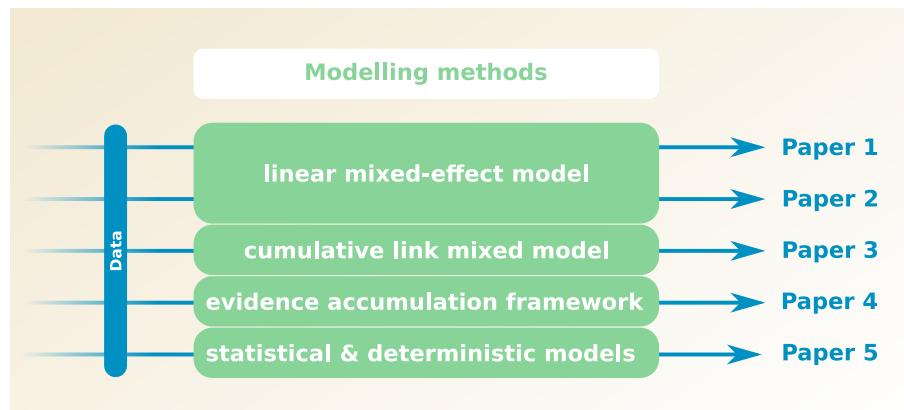 Modelling methods
linear mixed-effect model
Paper 1
Paper 2
Data
cumulative link mixed model
Paper 3
evidence accumulation framework
Paper 4
statistical & deterministic models
Paper 5